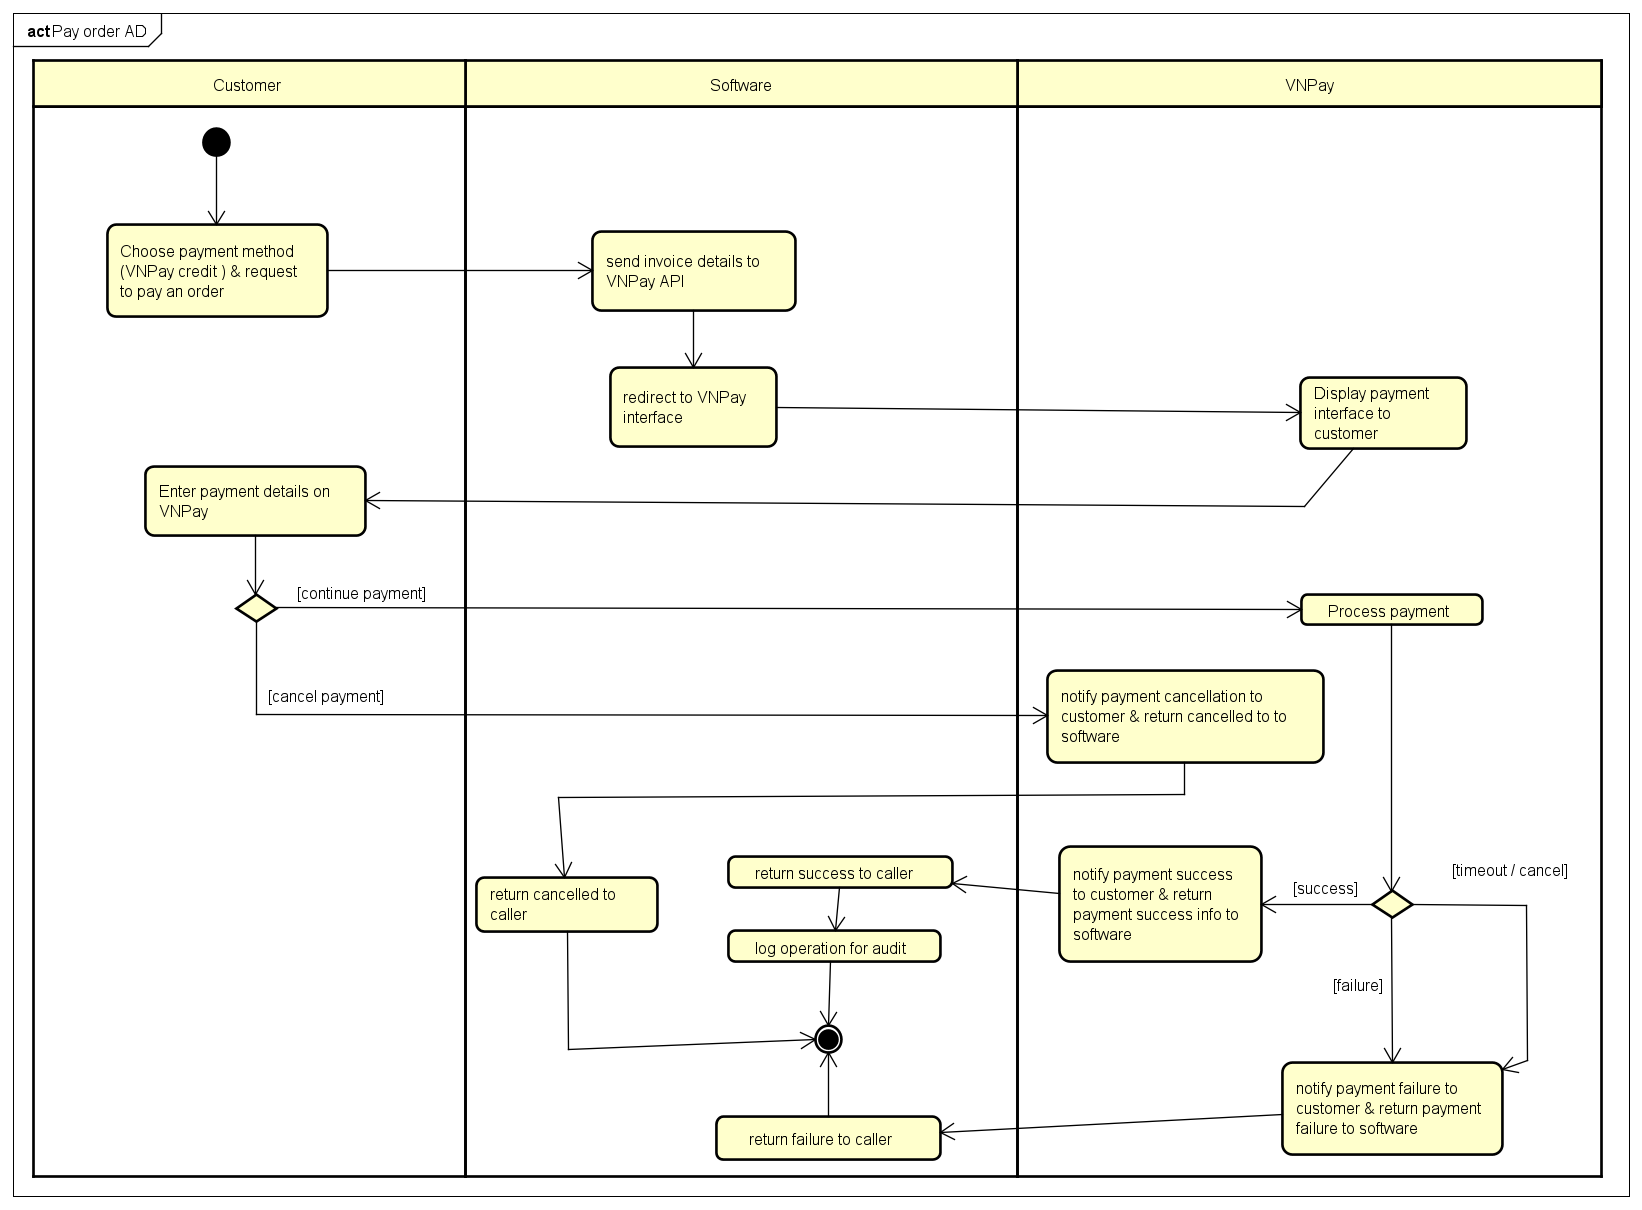 act Pay order AD
Customer
Software
VNPay
Choose payment method
(VNPay credit ) & request
to pay an order
send invoice details to
VNPay API
redirect to VNPay
interface
Display payment
interface to
customer
Enter payment details on
VNPay
[continue payment]
Process payment
[cancel payment]
notify payment cancellation to
customer & return cancelled to to
software
return cancelled to
caller
return success to caller
log operation for audit
notify payment success
to customer & return
payment success info to
software
[success]
[timeout / cancel]
[failure]
notify payment failure to
customer & return payment
failure to software
return failure to caller